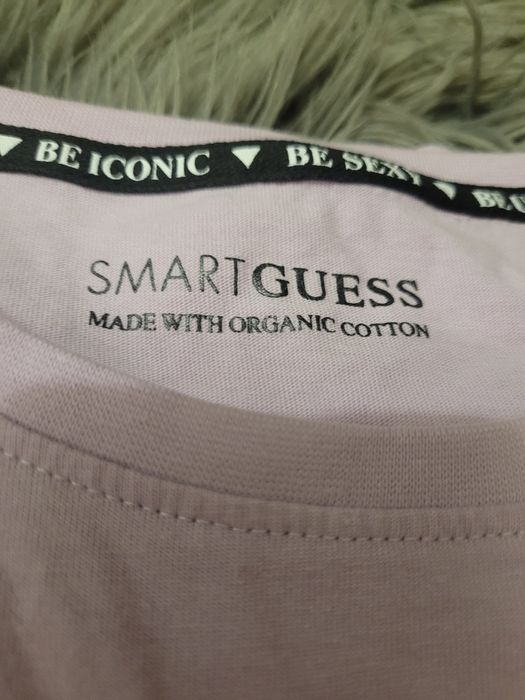 BE ICONIC BE SEXY
SMARTGUESS
MADE WITH ORGANIC COTTON